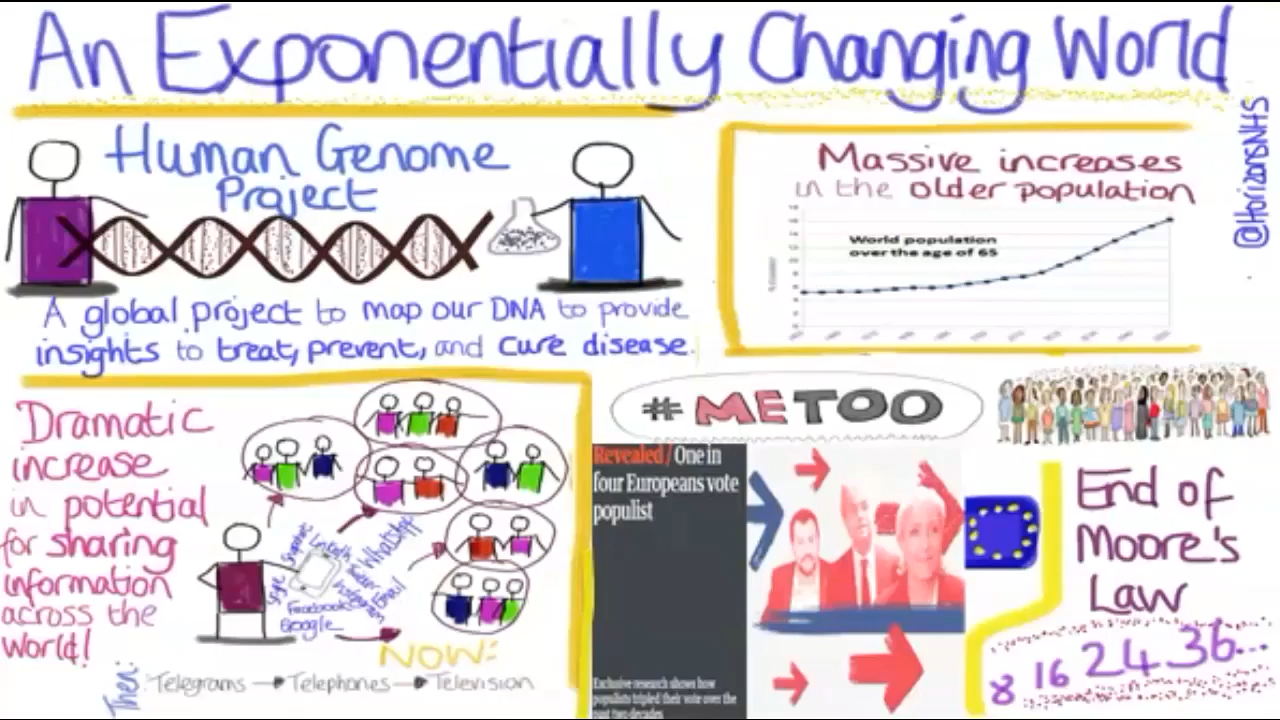 An Exponentially Changing World
@HorizonsNHS
Human Genome
Project
A global project to map our DNA to provide
insights to treat, prevent, and cure disease.
Massive increases
in the older population
World population
over the age of 65
Dramatic
increase
in potential
for sharing
information
across the
World!
Snapchat
LinkedIn
WhatsApp
Twitter
Instagram
Email
Skype
Facebook
Google
NOW:
Then: Telegrams → Telephones → Television
#METOO
Revealed / One in
four Europeans vote
populist
Exclusive research shows how
populists tripled their vote over the
past two decades
End of
Moore's
Law
8 16 24 36...